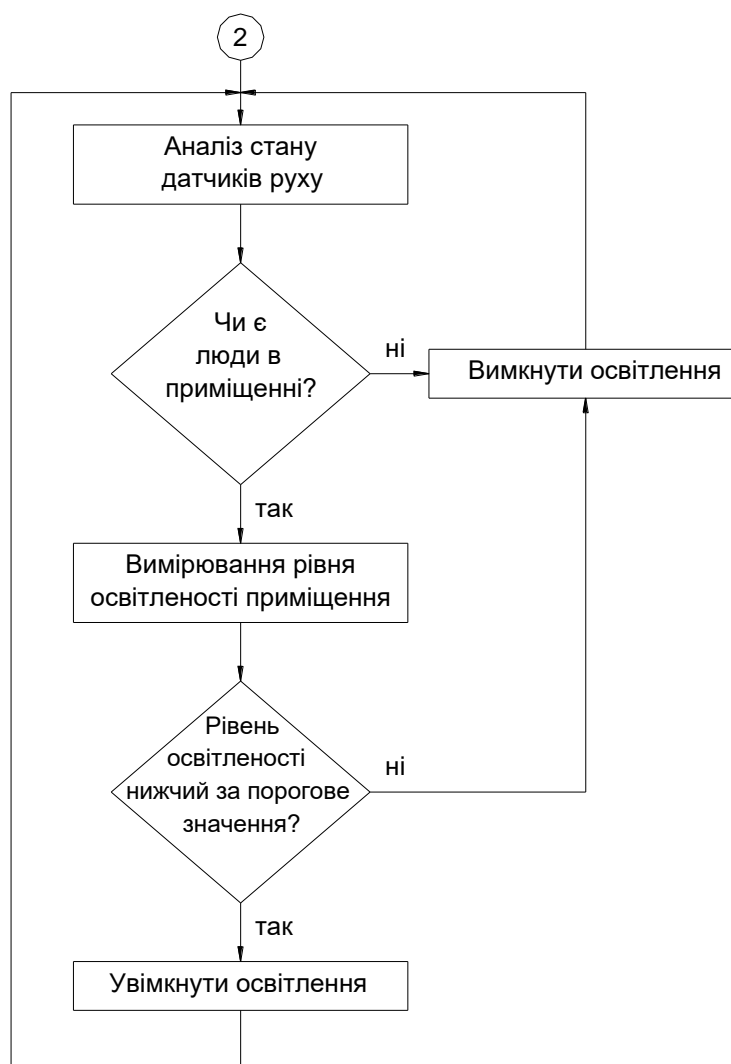 2
Аналіз стану
датчиків руху
Чи є
люди в
приміщенні?
ні
Вимкнути освітлення
так
Вимірювання рівня
освітленості приміщення
Рівень
освітленості
нижчий за порогове
значення?
ні
так
Увімкнути освітлення